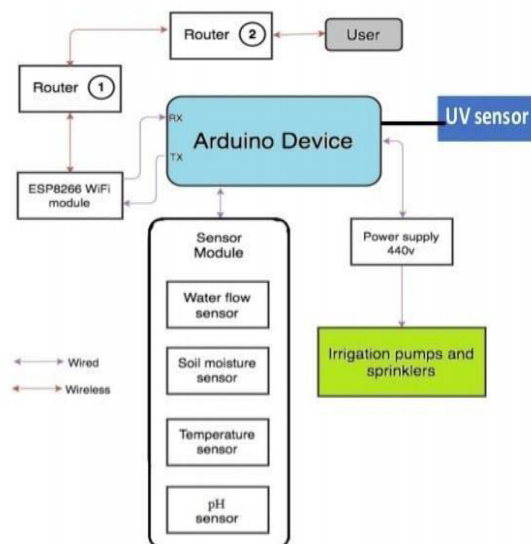 Router 2
User
Router 1
RX
Arduino Device
UV sensor
TX
ESP8266 WiFi
module
Power supply
440v
Sensor
Module
Water flow
sensor
Irrigation pumps and
sprinklers
Soil moisture
sensor
Wired
Wireless
Temperature
sensor
pH
sensor